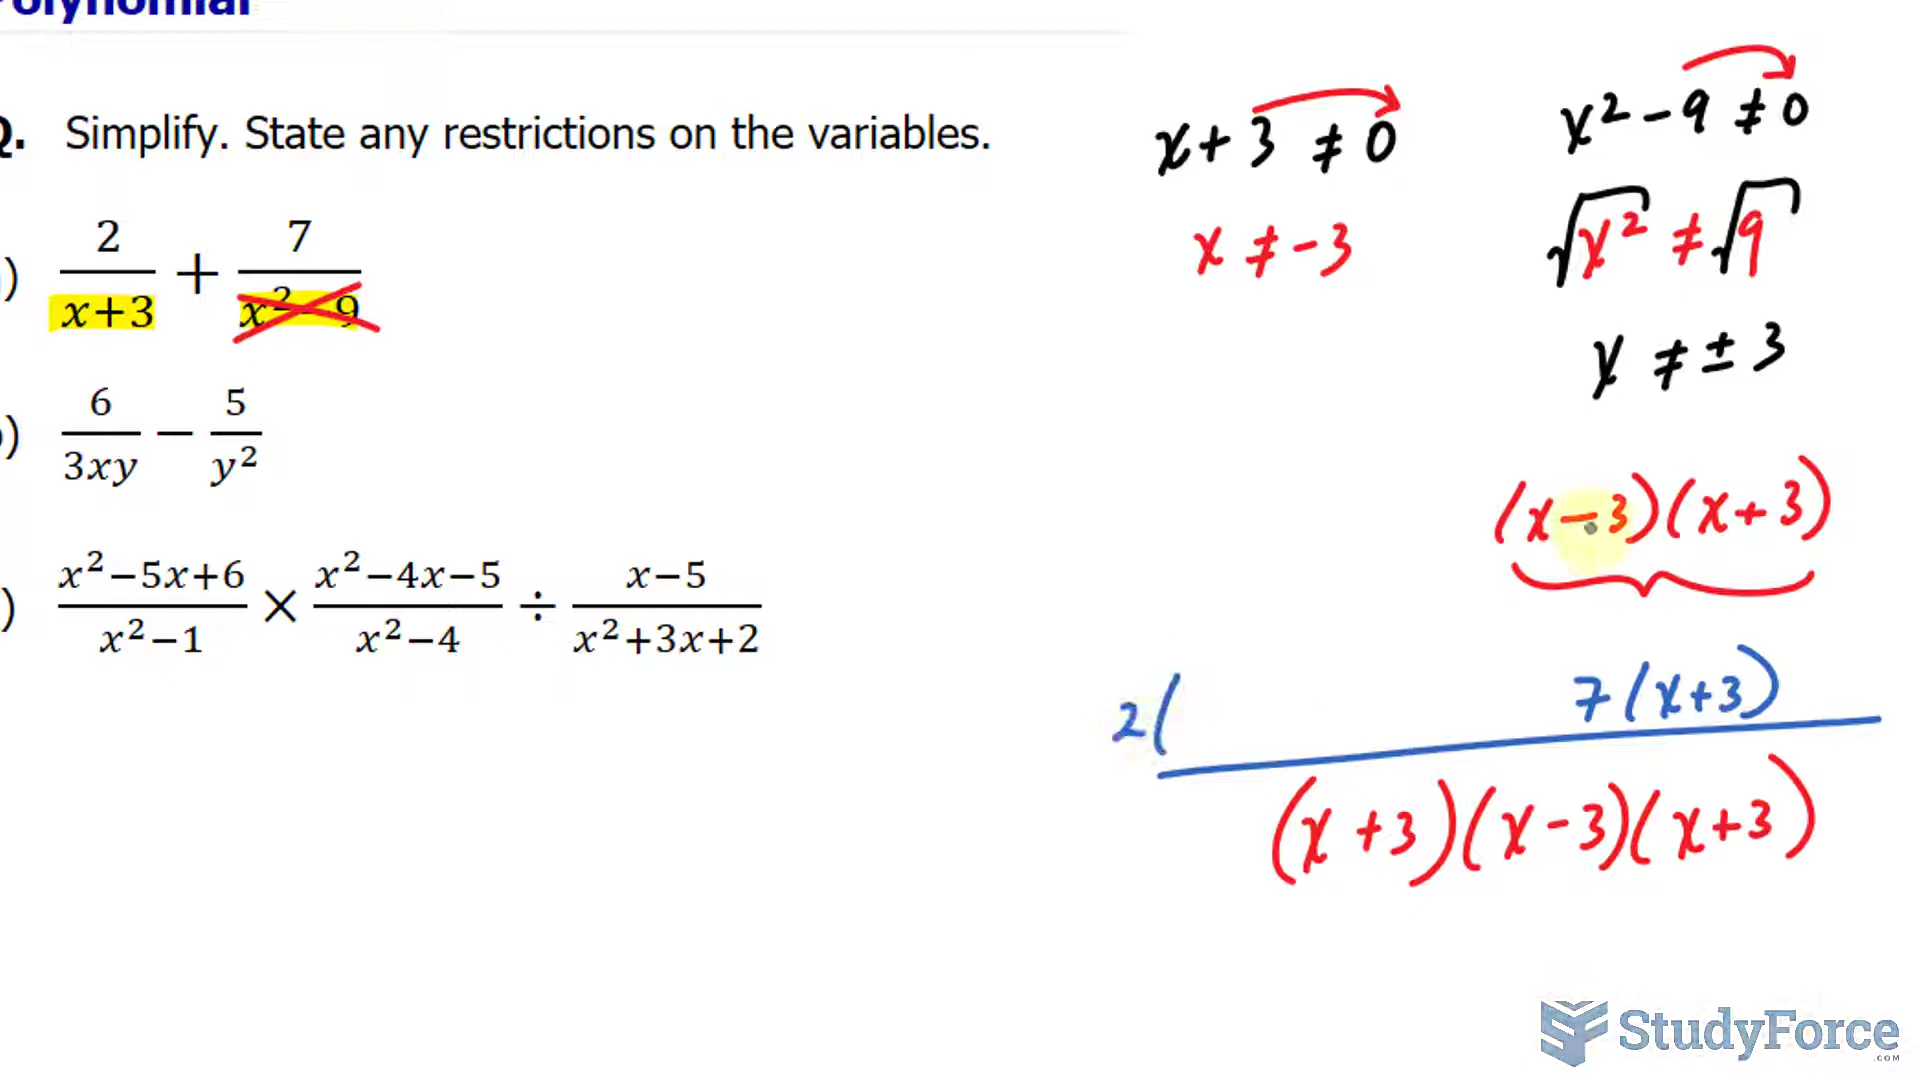 Polynomial
Q. Simplify. State any restrictions on the variables.
) 2/(x+3) + 7/(x²−9)
) 6/(3xy) − 5/y²
) (x²−5x+6)/(x²−1) × (x²−4x−5)/(x²−4) ÷ (x−5)/(x²+3x+2)
x + 3 ≠ 0
x ≠ −3
x² − 9 ≠ 0
√x² ≠ √9
x ≠ ± 3
(x−3)(x+3)
2( 7(x+3)
(x+3)(x−3)(x+3)
StudyForce
.COM